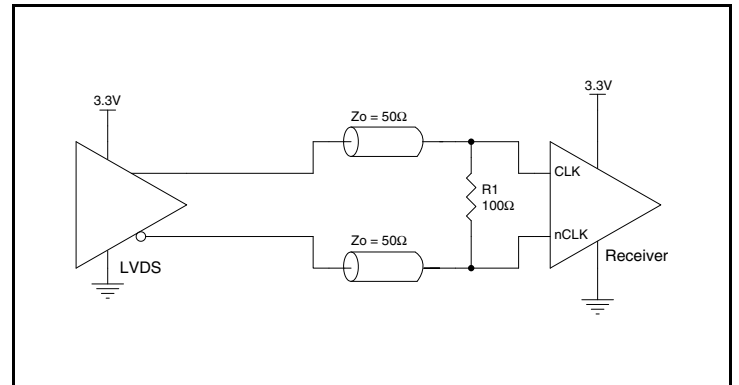 3.3V
3.3V
Zo = 50Ω
CLK
R1
100Ω
nCLK
Zo = 50Ω
LVDS
Receiver